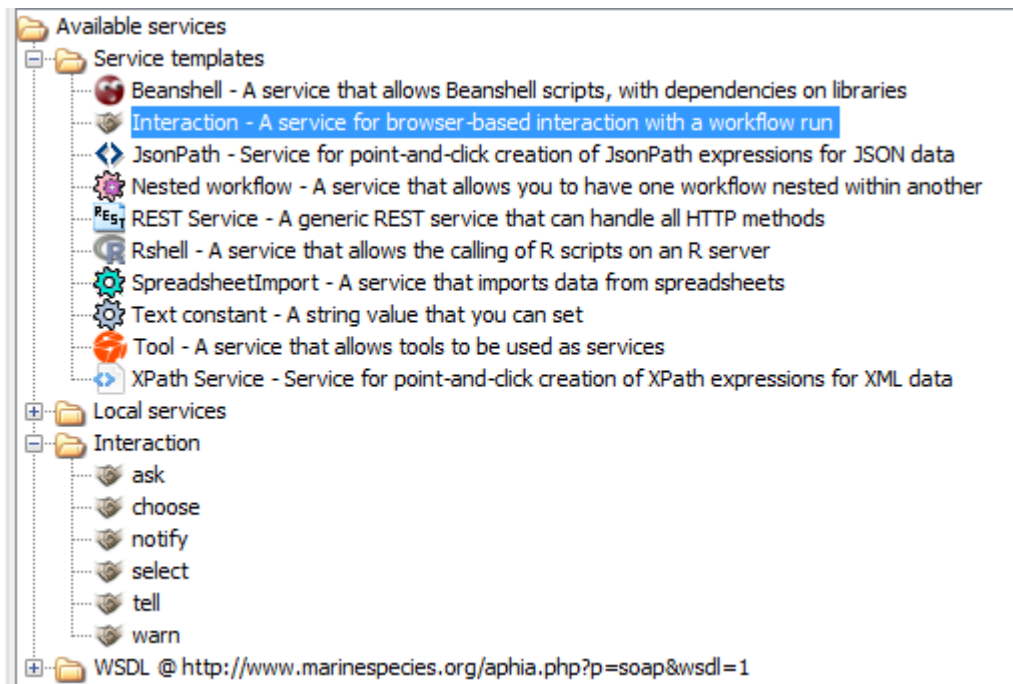 Available services
Service templates
Beanshell - A service that allows Beanshell scripts, with dependencies on libraries
Interaction - A service for browser-based interaction with a workflow run
JsonPath - Service for point-and-click creation of JsonPath expressions for JSON data
Nested workflow - A service that allows you to have one workflow nested within another
REST REST Service - A generic REST service that can handle all HTTP methods
R Rshell - A service that allows the calling of R scripts on an R server
SpreadsheetImport - A service that imports data from spreadsheets
Text constant - A string value that you can set
Tool - A service that allows tools to be used as services
XPath Service - Service for point-and-click creation of XPath expressions for XML data
Local services
Interaction
ask
choose
notify
select
tell
warn
WSDL @ http://www.marinespecies.org/aphia.php?p=soap&wsdl=1